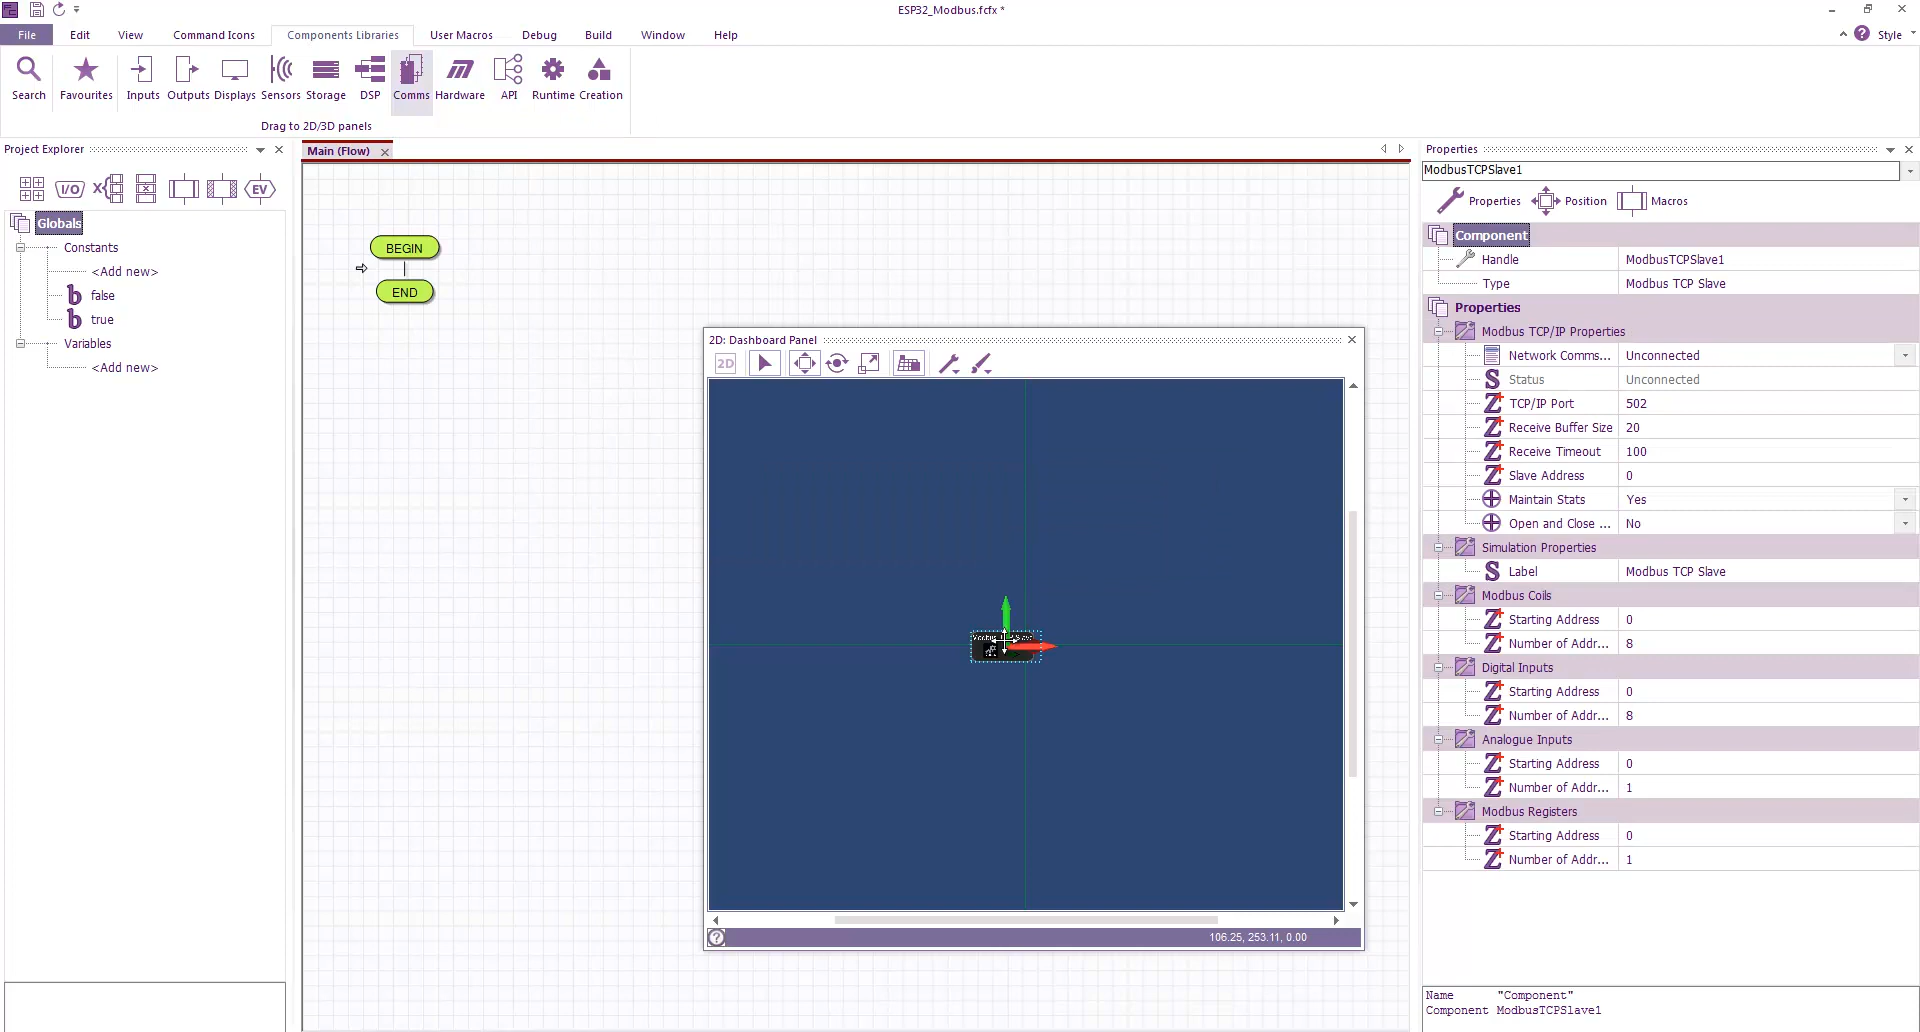 ESP32_Modbus.fcfx *
File Edit View Command Icons Components Libraries User Macros Debug Build Window Help Style
Search Favourites Inputs Outputs Displays Sensors Storage DSP Comms Hardware API Runtime Creation
Drag to 2D/3D panels
Project Explorer
I/O X EV
Globals
Constants
<Add new>
b false
b true
Variables
<Add new>
Main (Flow)
BEGIN
END
2D: Dashboard Panel
2D
106.25, 253.11, 0.00
Properties
ModbusTCPSlave1
Properties Position Macros
Component
Handle ModbusTCPSlave1
Type Modbus TCP Slave
Properties
Modbus TCP/IP Properties
Network Comms... Unconnected
S Status Unconnected
Z TCP/IP Port 502
Z Receive Buffer Size 20
Z Receive Timeout 100
Z Slave Address 0
Maintain Stats Yes
Open and Close ... No
Simulation Properties
S Label Modbus TCP Slave
Modbus Coils
Z Starting Address 0
Z Number of Addr... 8
Digital Inputs
Z Starting Address 0
Z Number of Addr... 8
Analogue Inputs
Z Starting Address 0
Z Number of Addr... 1
Modbus Registers
Z Starting Address 0
Z Number of Addr... 1
Name "Component"
Component ModbusTCPSlave1